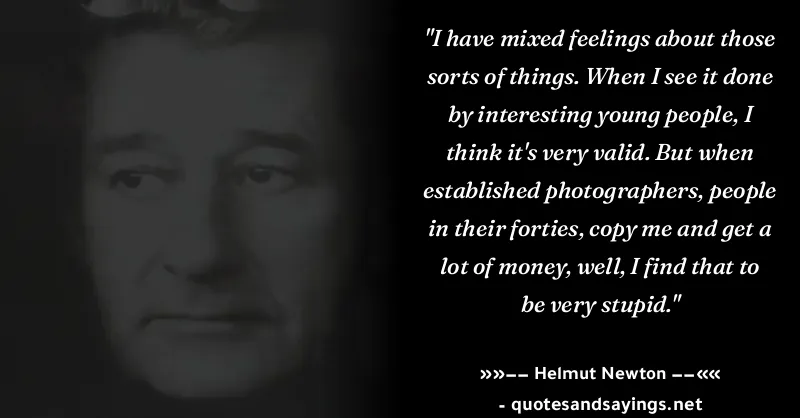 "I have mixed feelings about those
sorts of things. When I see it done
by interesting young people, I
think it's very valid. But when
established photographers, people
in their forties, copy me and get a
lot of money, well, I find that to
be very stupid."
»»—— Helmut Newton ——««
- quotesandsayings.net